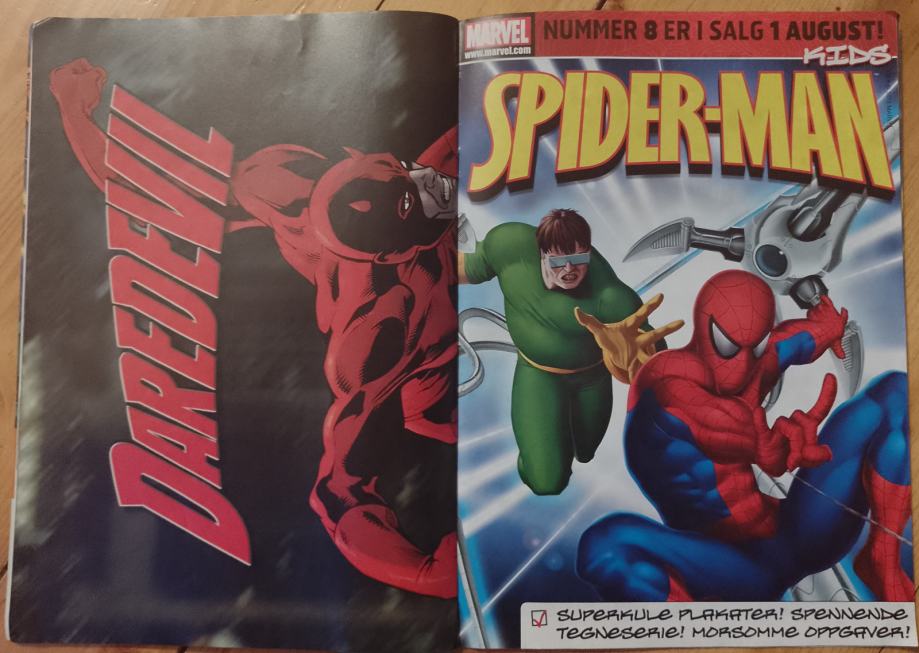 DAREDEVIL
MARVEL
www.marvel.com
NUMMER 8 ER I SALG 1 AUGUST!
KIDS
SPIDER-MAN
SUPERKULE PLAKATER! SPENNENDE
TEGNESERIE! MORSOMME OPPGAVER!